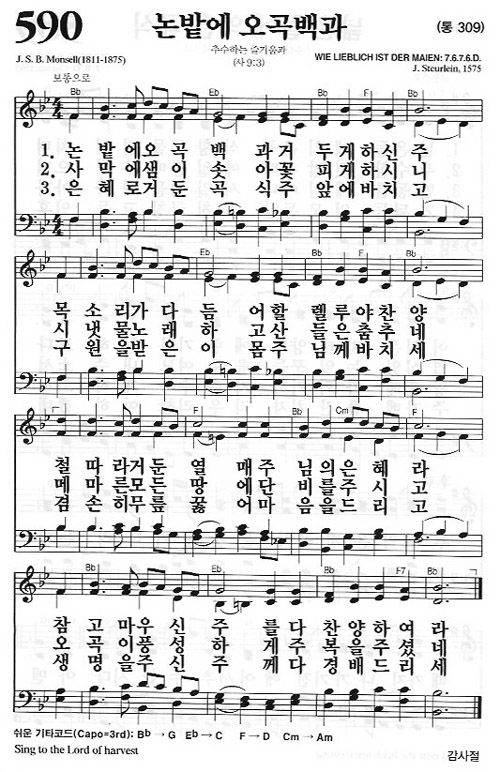 590 논밭에 오곡백과 (통 309)
추수하는 즐거움과
(사 9:3)
J. S. B. Monsell(1811-1875)
WIE LIEBLICH IST DER MAIEN: 7.6.7.6.D.
J. Steurlein, 1575
보통으로
Bb Eb Bb F Bb
1. 논 밭 에오 곡 백 과거 두게하신 주
2. 사 막 에샘 이 솟 아꽃 피게하시 니
3. 은 혜 로거 둔 곡 식주 앞에바치 고
Eb Bb F Bb
목 소 리가 다 듬 어할 렐루야찬 양
시 냇 물노 래 하 고산 들은춤추 네
구 원 을받 은 이 몸주 님께바치 세
F Bb Cm F
철 따 라거 둔 열 매주 님의은혜 라
메 마 른모 든 땅 에단 비를주시 고
겸 손 히무 릎 꿇 어마 음을드리 고
Bb Eb Bb F7 Bb
참 고 마우 신 주 를다 찬양하여 라
오 곡 풍 성 하 게다 주셨 네
생 명 을주 신 주 께다 경배드리 세
쉬운 기타코드(Capo=3rd): Bb → G Eb → C F → D Cm → Am
Sing to the Lord of harvest
감사절